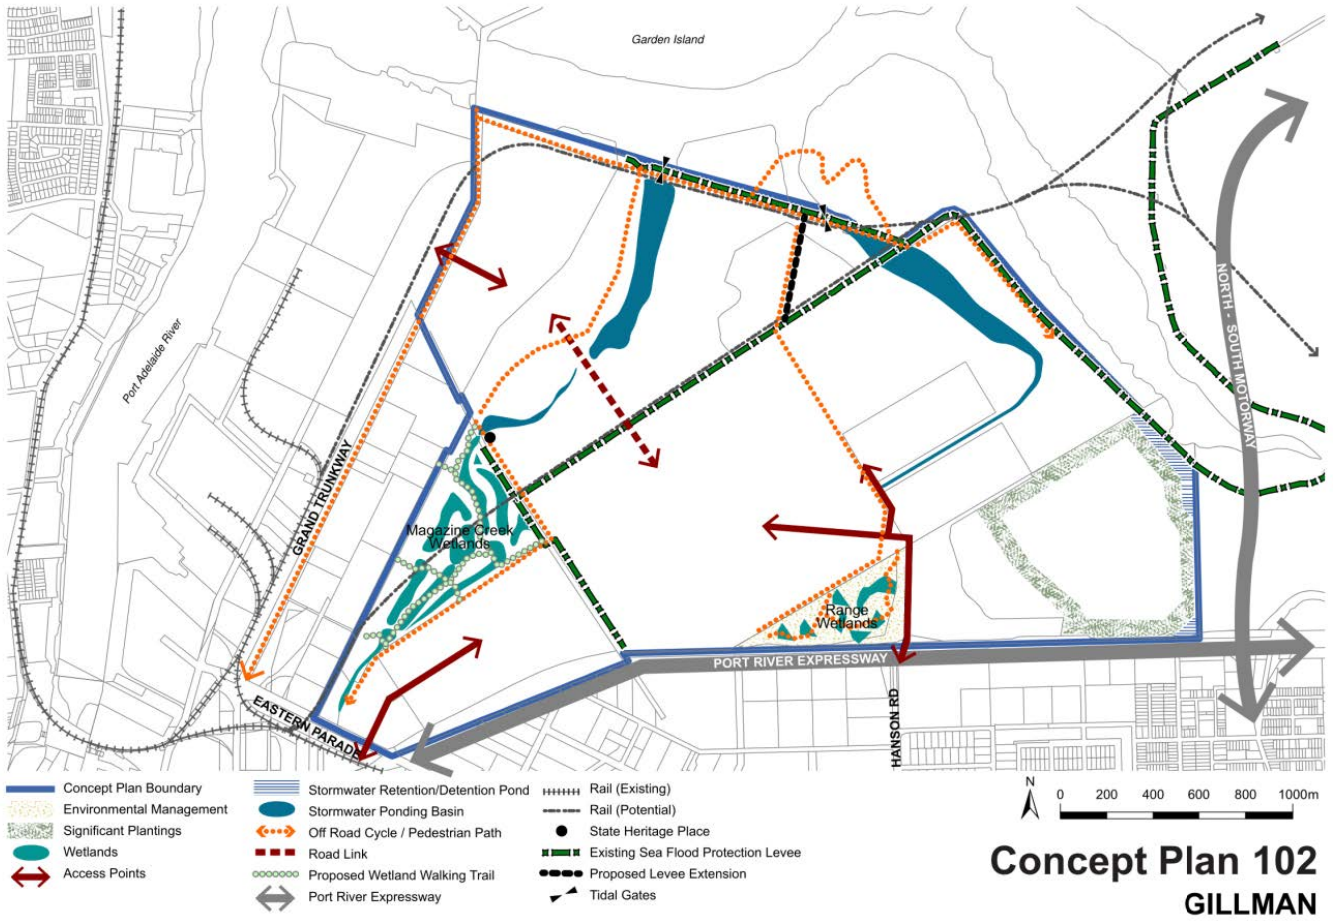 Garden Island
Port Adelaide River
GRAND TRUNKWAY
NORTH - SOUTH MOTORWAY
Magazine Creek
Wetlands
Range
Wetlands
PORT RIVER EXPRESSWAY
EASTERN PARADE
HANSON RD
Concept Plan Boundary
Environmental Management
Significant Plantings
Wetlands
Access Points
Stormwater Retention/Detention Pond
Stormwater Ponding Basin
Off Road Cycle / Pedestrian Path
Road Link
Proposed Wetland Walking Trail
Port River Expressway
Rail (Existing)
Rail (Potential)
State Heritage Place
Existing Sea Flood Protection Levee
Proposed Levee Extension
Tidal Gates
N
0 200 400 600 800 1000m
Concept Plan 102
GILLMAN